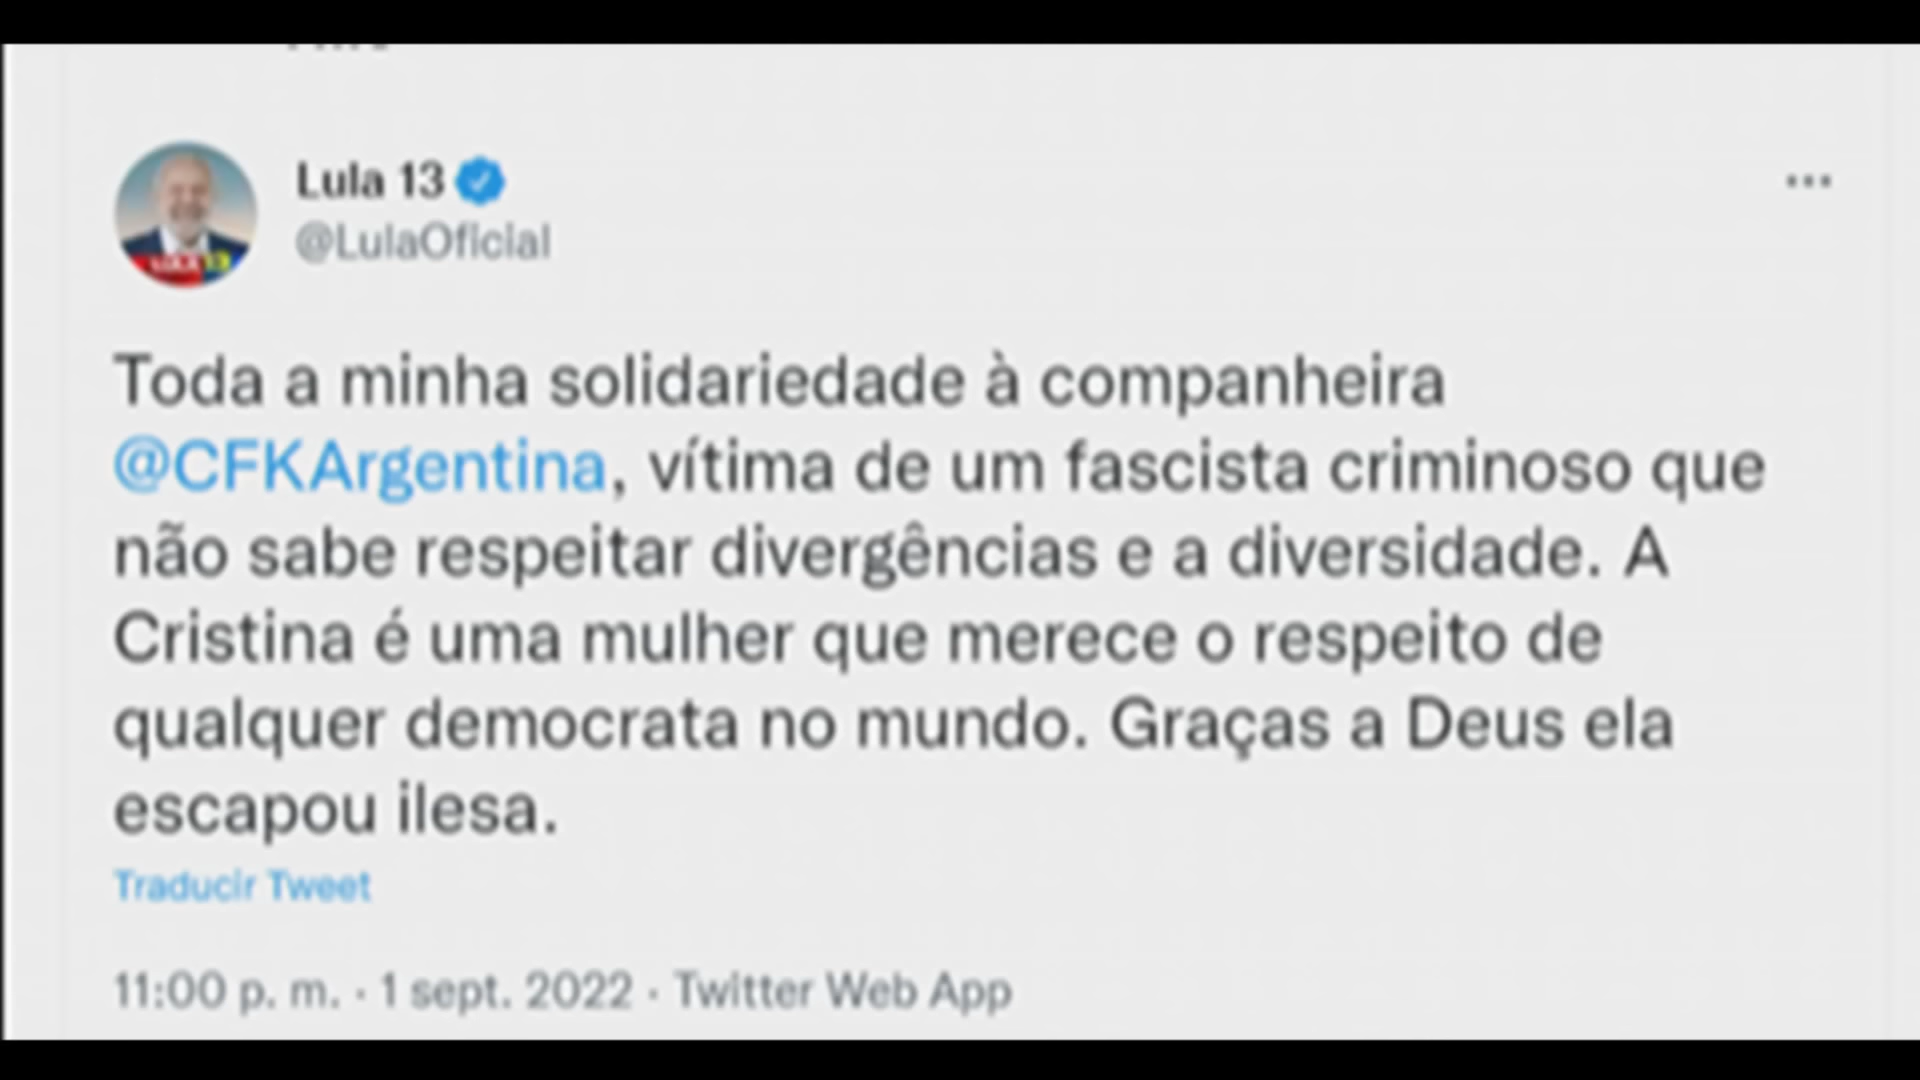 Lula 13
@LulaOficial
Toda a minha solidariedade à companheira
@CFKArgentina, vítima de um fascista criminoso que
não sabe respeitar divergências e a diversidade. A
Cristina é uma mulher que merece o respeito de
qualquer democrata no mundo. Graças a Deus ela
escapou ilesa.
Traducir Tweet
11:00 p. m. · 1 sept. 2022 · Twitter Web App